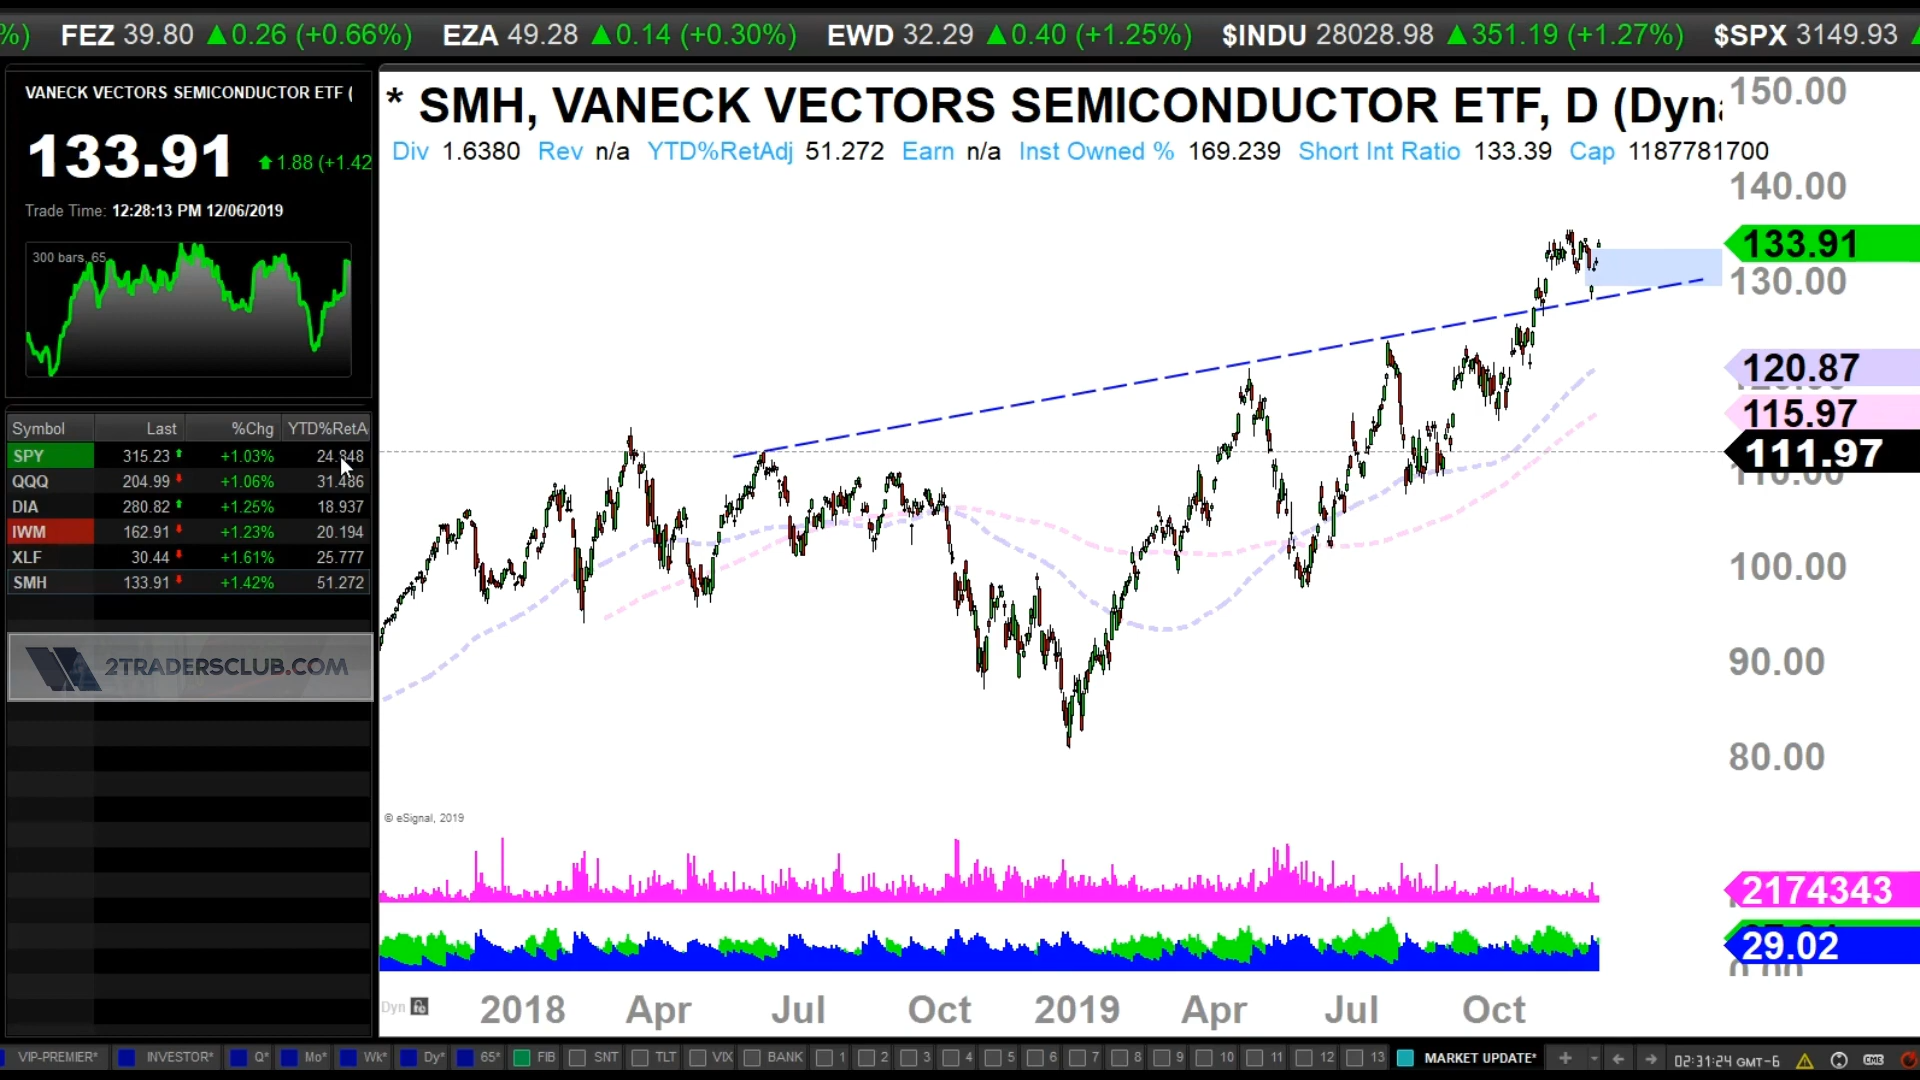 %) FEZ 39.80 ▲0.26 (+0.66%) EZA 49.28 ▲0.14 (+0.30%) EWD 32.29 ▲0.40 (+1.25%) $INDU 28028.98 ▲351.19 (+1.27%) $SPX 3149.93
VANECK VECTORS SEMICONDUCTOR ETF (
133.91 1.88 (+1.42
Trade Time: 12:28:13 PM 12/06/2019
300 bars, 65
Symbol Last %Chg YTD%RetA
SPY 315.23 +1.03% 24.848
QQQ 204.99 +1.06% 31.486
DIA 280.82 +1.25% 18.937
IWM 162.91 +1.23% 20.194
XLF 30.44 +1.61% 25.777
SMH 133.91 +1.42% 51.272
2TRADERSCLUB.COM
* SMH, VANECK VECTORS SEMICONDUCTOR ETF, D (Dyna
Div 1.6380 Rev n/a YTD%RetAdj 51.272 Earn n/a Inst Owned % 169.239 Short Int Ratio 133.39 Cap 1187781700
150.00
140.00
133.91
130.00
120.87
115.97
111.97
110.00
100.00
90.00
80.00
© eSignal, 2019
2174343
29.02
0.00
Dyn
2018 Apr Jul Oct 2019 Apr Jul Oct
VIP-PREMIER* INVESTOR* Q* Mo* Wk* Dy* 65* FIB SNT TLT VIX BANK 1 2 3 4 5 6 7 8 9 10 11 12 13 MARKET UPDATE* 02:31:24 GMT-6 CME